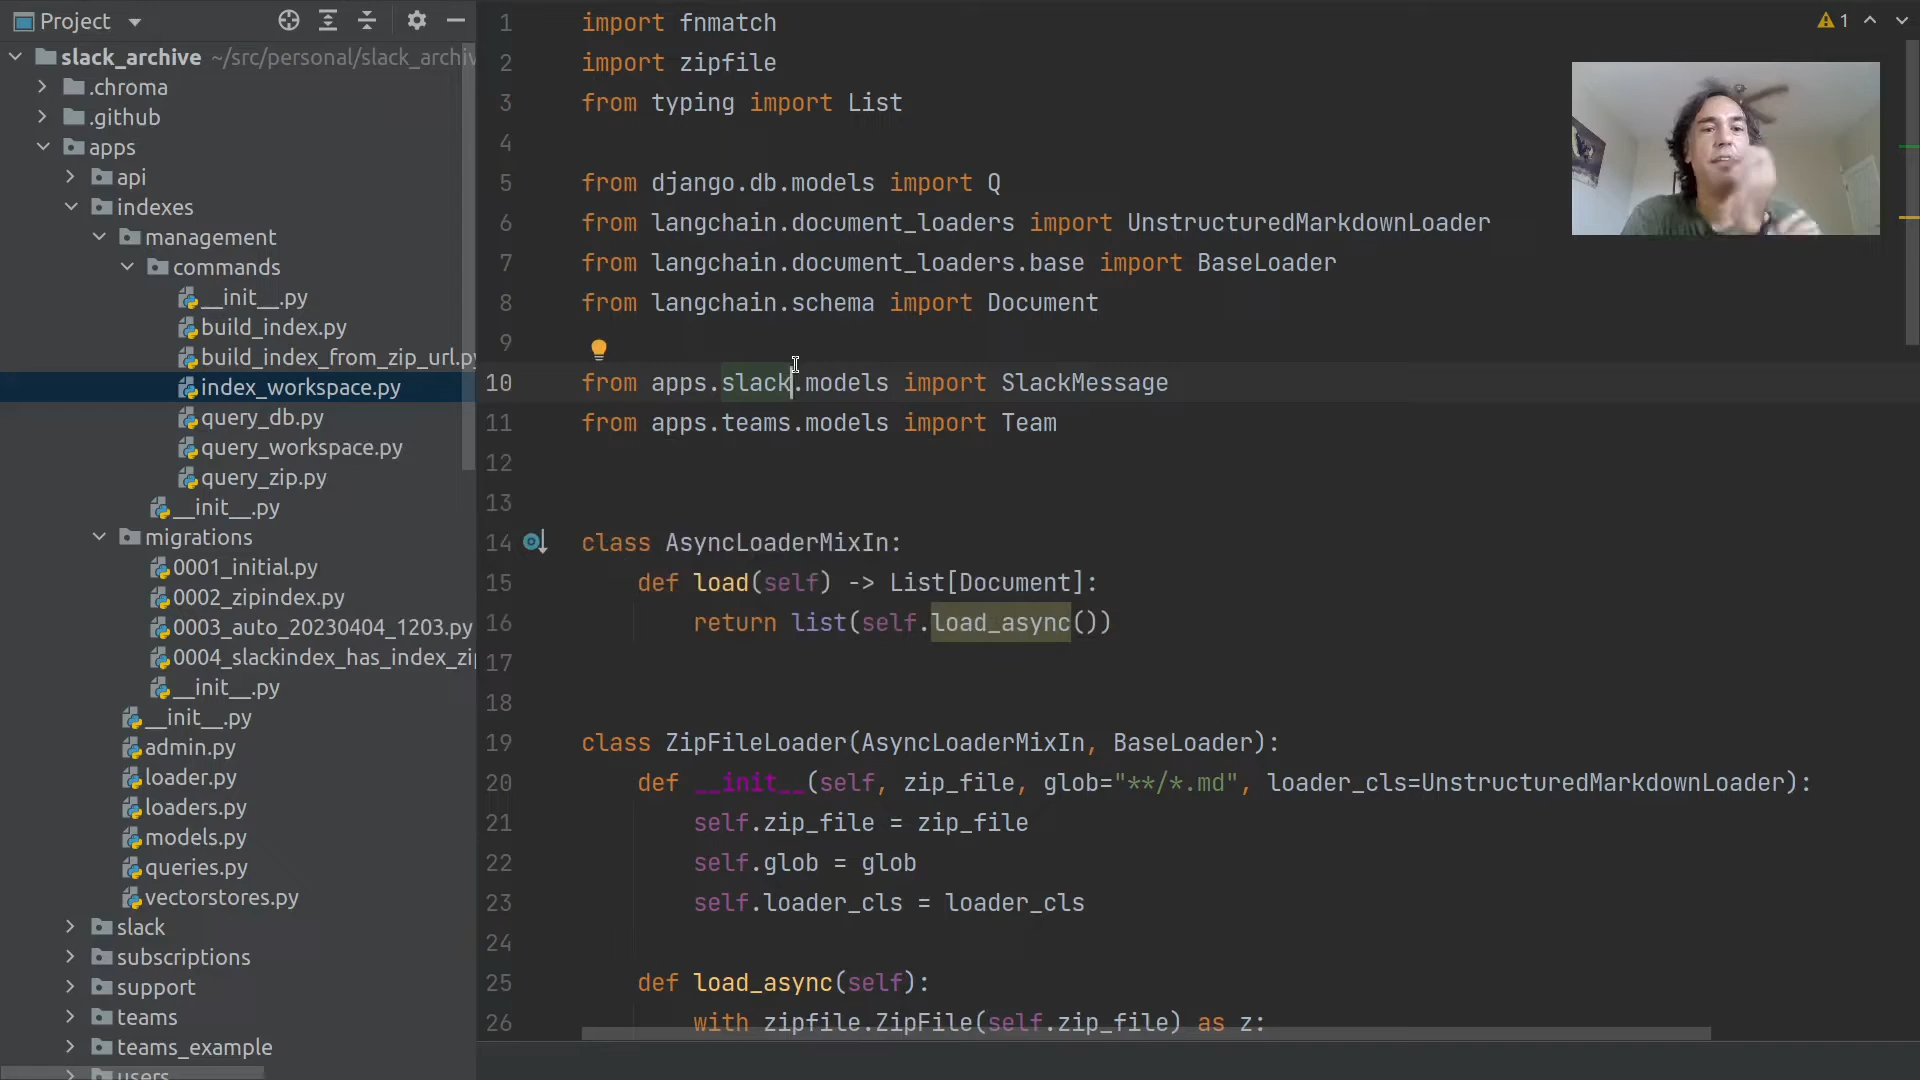 Project
slack_archive ~/src/personal/slack_archiv
.chroma
.github
apps
api
indexes
management
commands
__init__.py
build_index.py
build_index_from_zip_url.py
index_workspace.py
query_db.py
query_workspace.py
query_zip.py
__init__.py
migrations
0001_initial.py
0002_zipindex.py
0003_auto_20230404_1203.py
0004_slackindex_has_index_zi
__init__.py
__init__.py
admin.py
loader.py
loaders.py
models.py
queries.py
vectorstores.py
slack
subscriptions
support
teams
teams_example
users
1 import fnmatch
2 import zipfile
3 from typing import List
4
5 from django.db.models import Q
6 from langchain.document_loaders import UnstructuredMarkdownLoader
7 from langchain.document_loaders.base import BaseLoader
8 from langchain.schema import Document
9
10 from apps.slack.models import SlackMessage
11 from apps.teams.models import Team
12
13
14 class AsyncLoaderMixIn:
15 def load(self) -> List[Document]:
16 return list(self.load_async())
17
18
19 class ZipFileLoader(AsyncLoaderMixIn, BaseLoader):
20 def __init__(self, zip_file, glob="**/*.md", loader_cls=UnstructuredMarkdownLoader):
21 self.zip_file = zip_file
22 self.glob = glob
23 self.loader_cls = loader_cls
24
25 def load_async(self):
26 with zipfile.ZipFile(self.zip_file) as z:
1